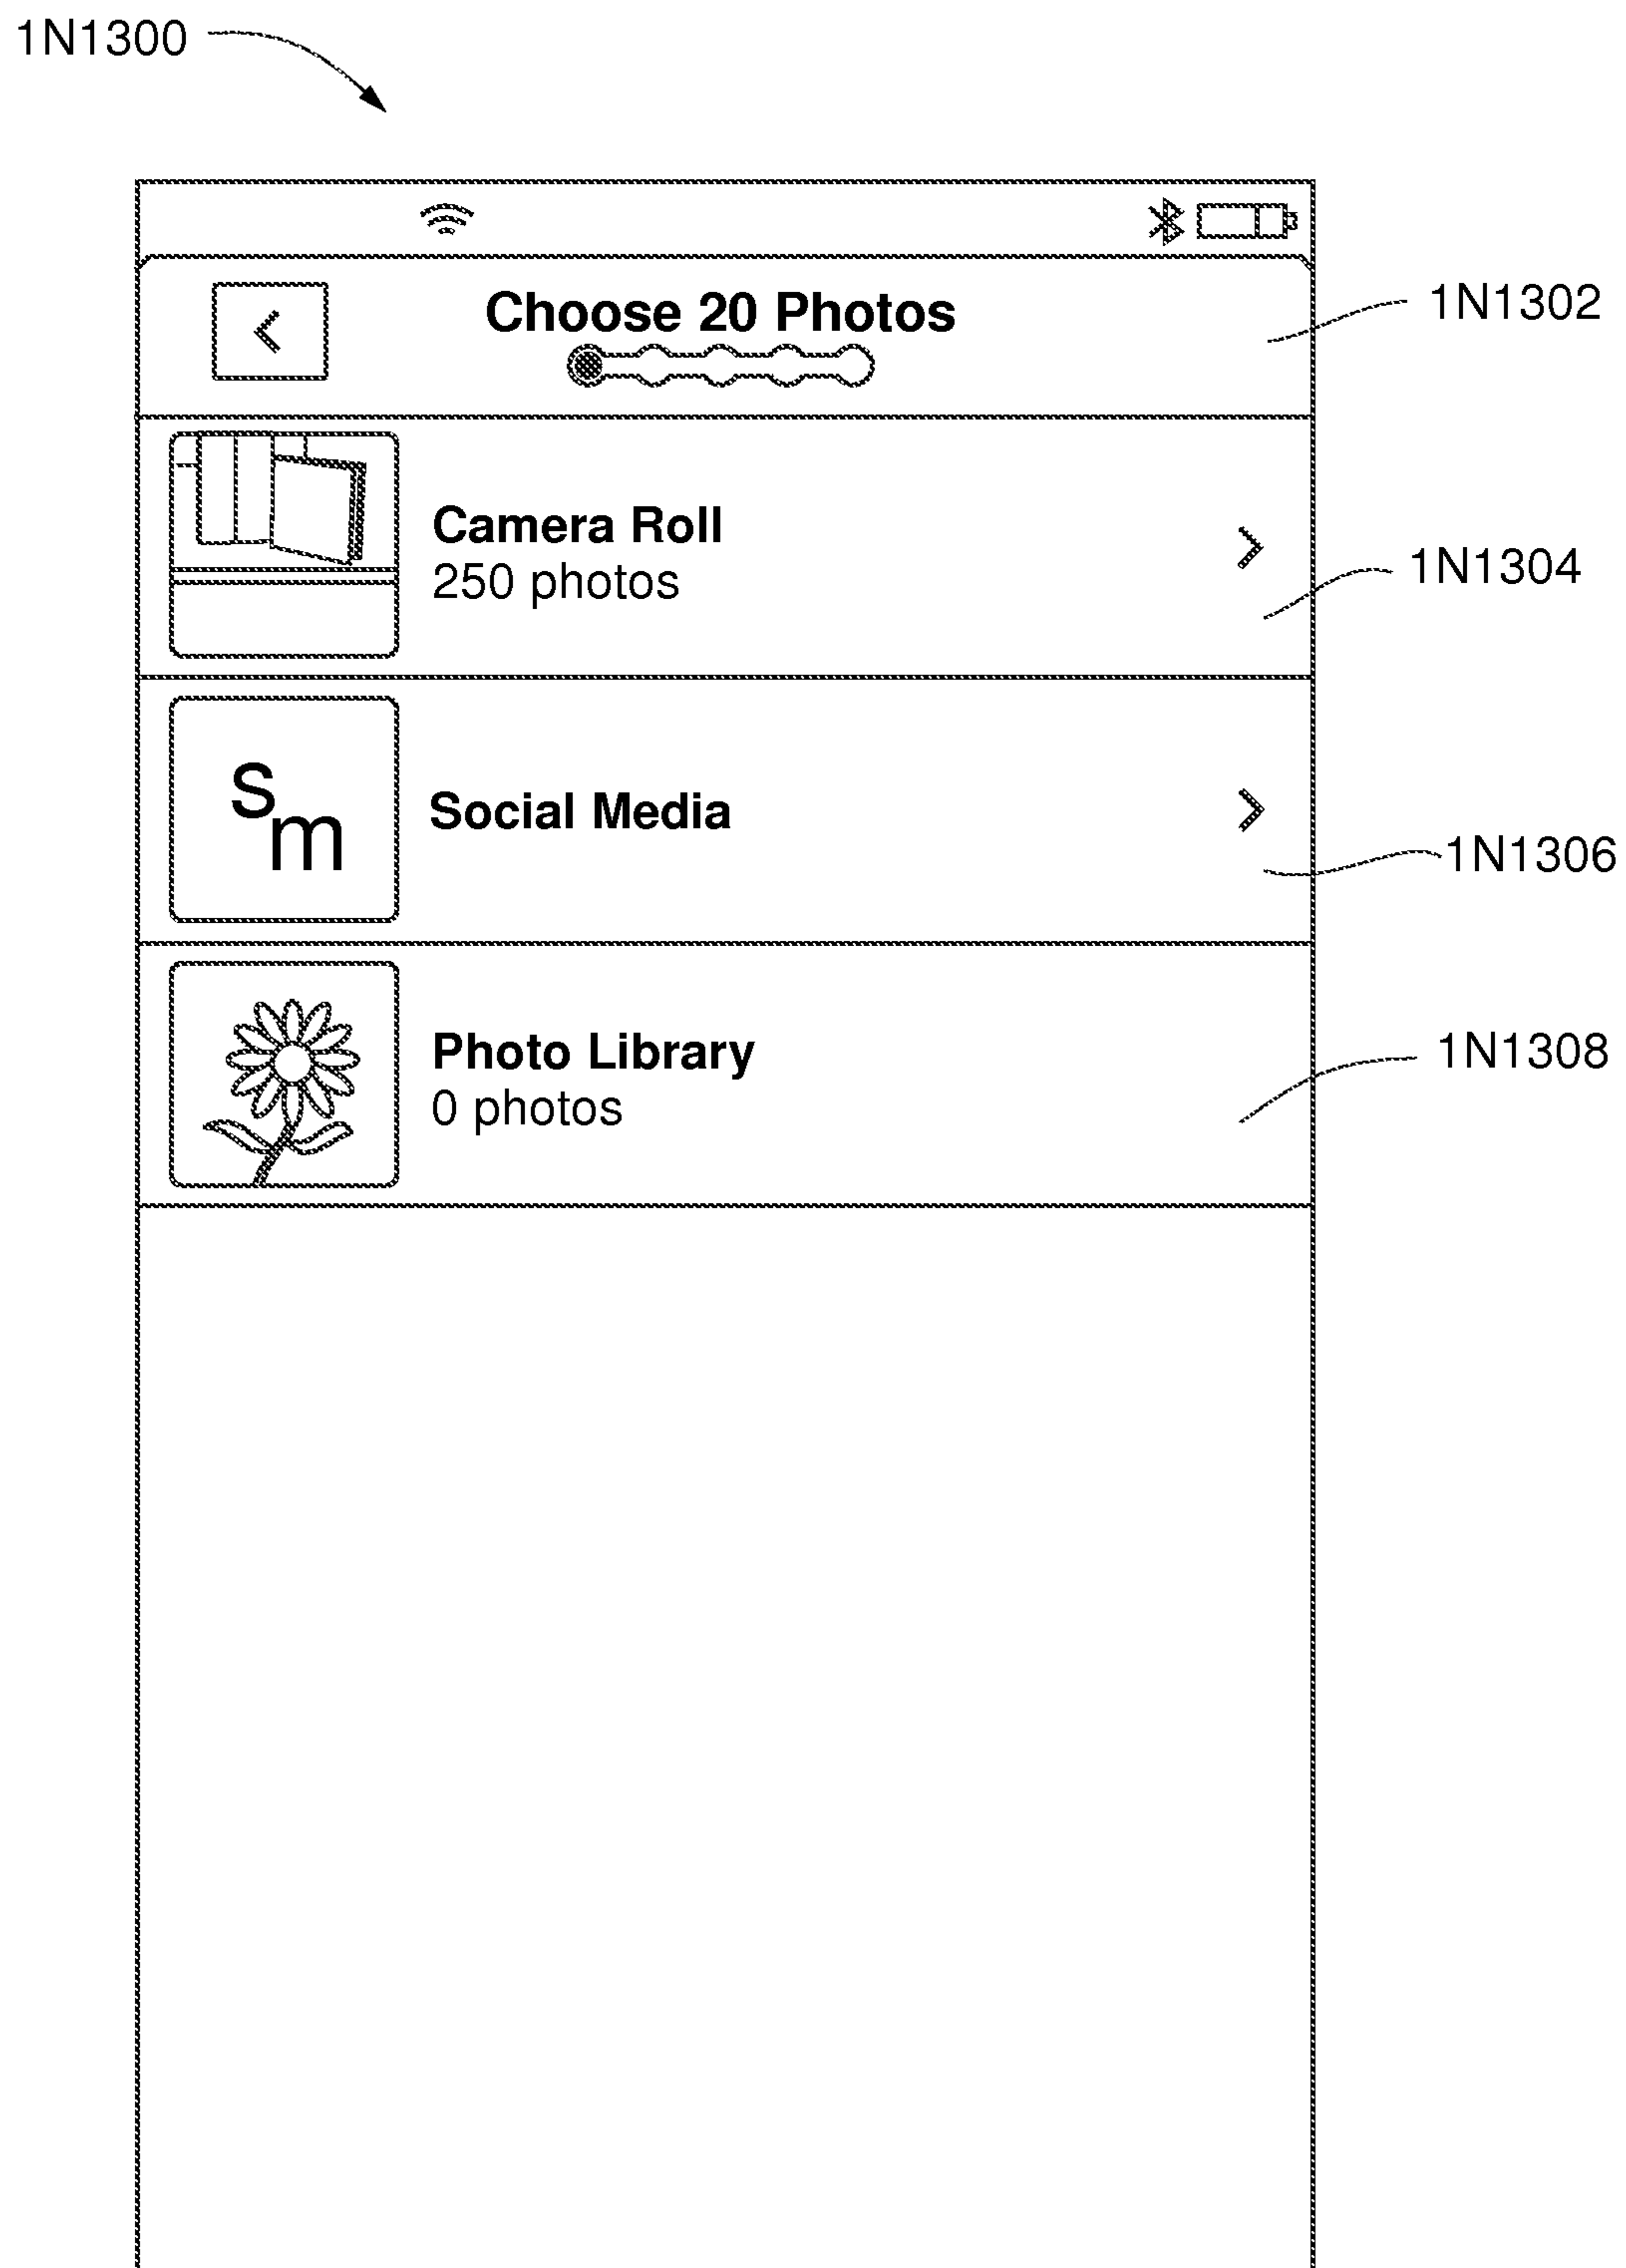 1N1300
Choose 20 Photos
1N1302
Camera Roll
250 photos
1N1304
s
m
Social Media
1N1306
Photo Library
0 photos
1N1308